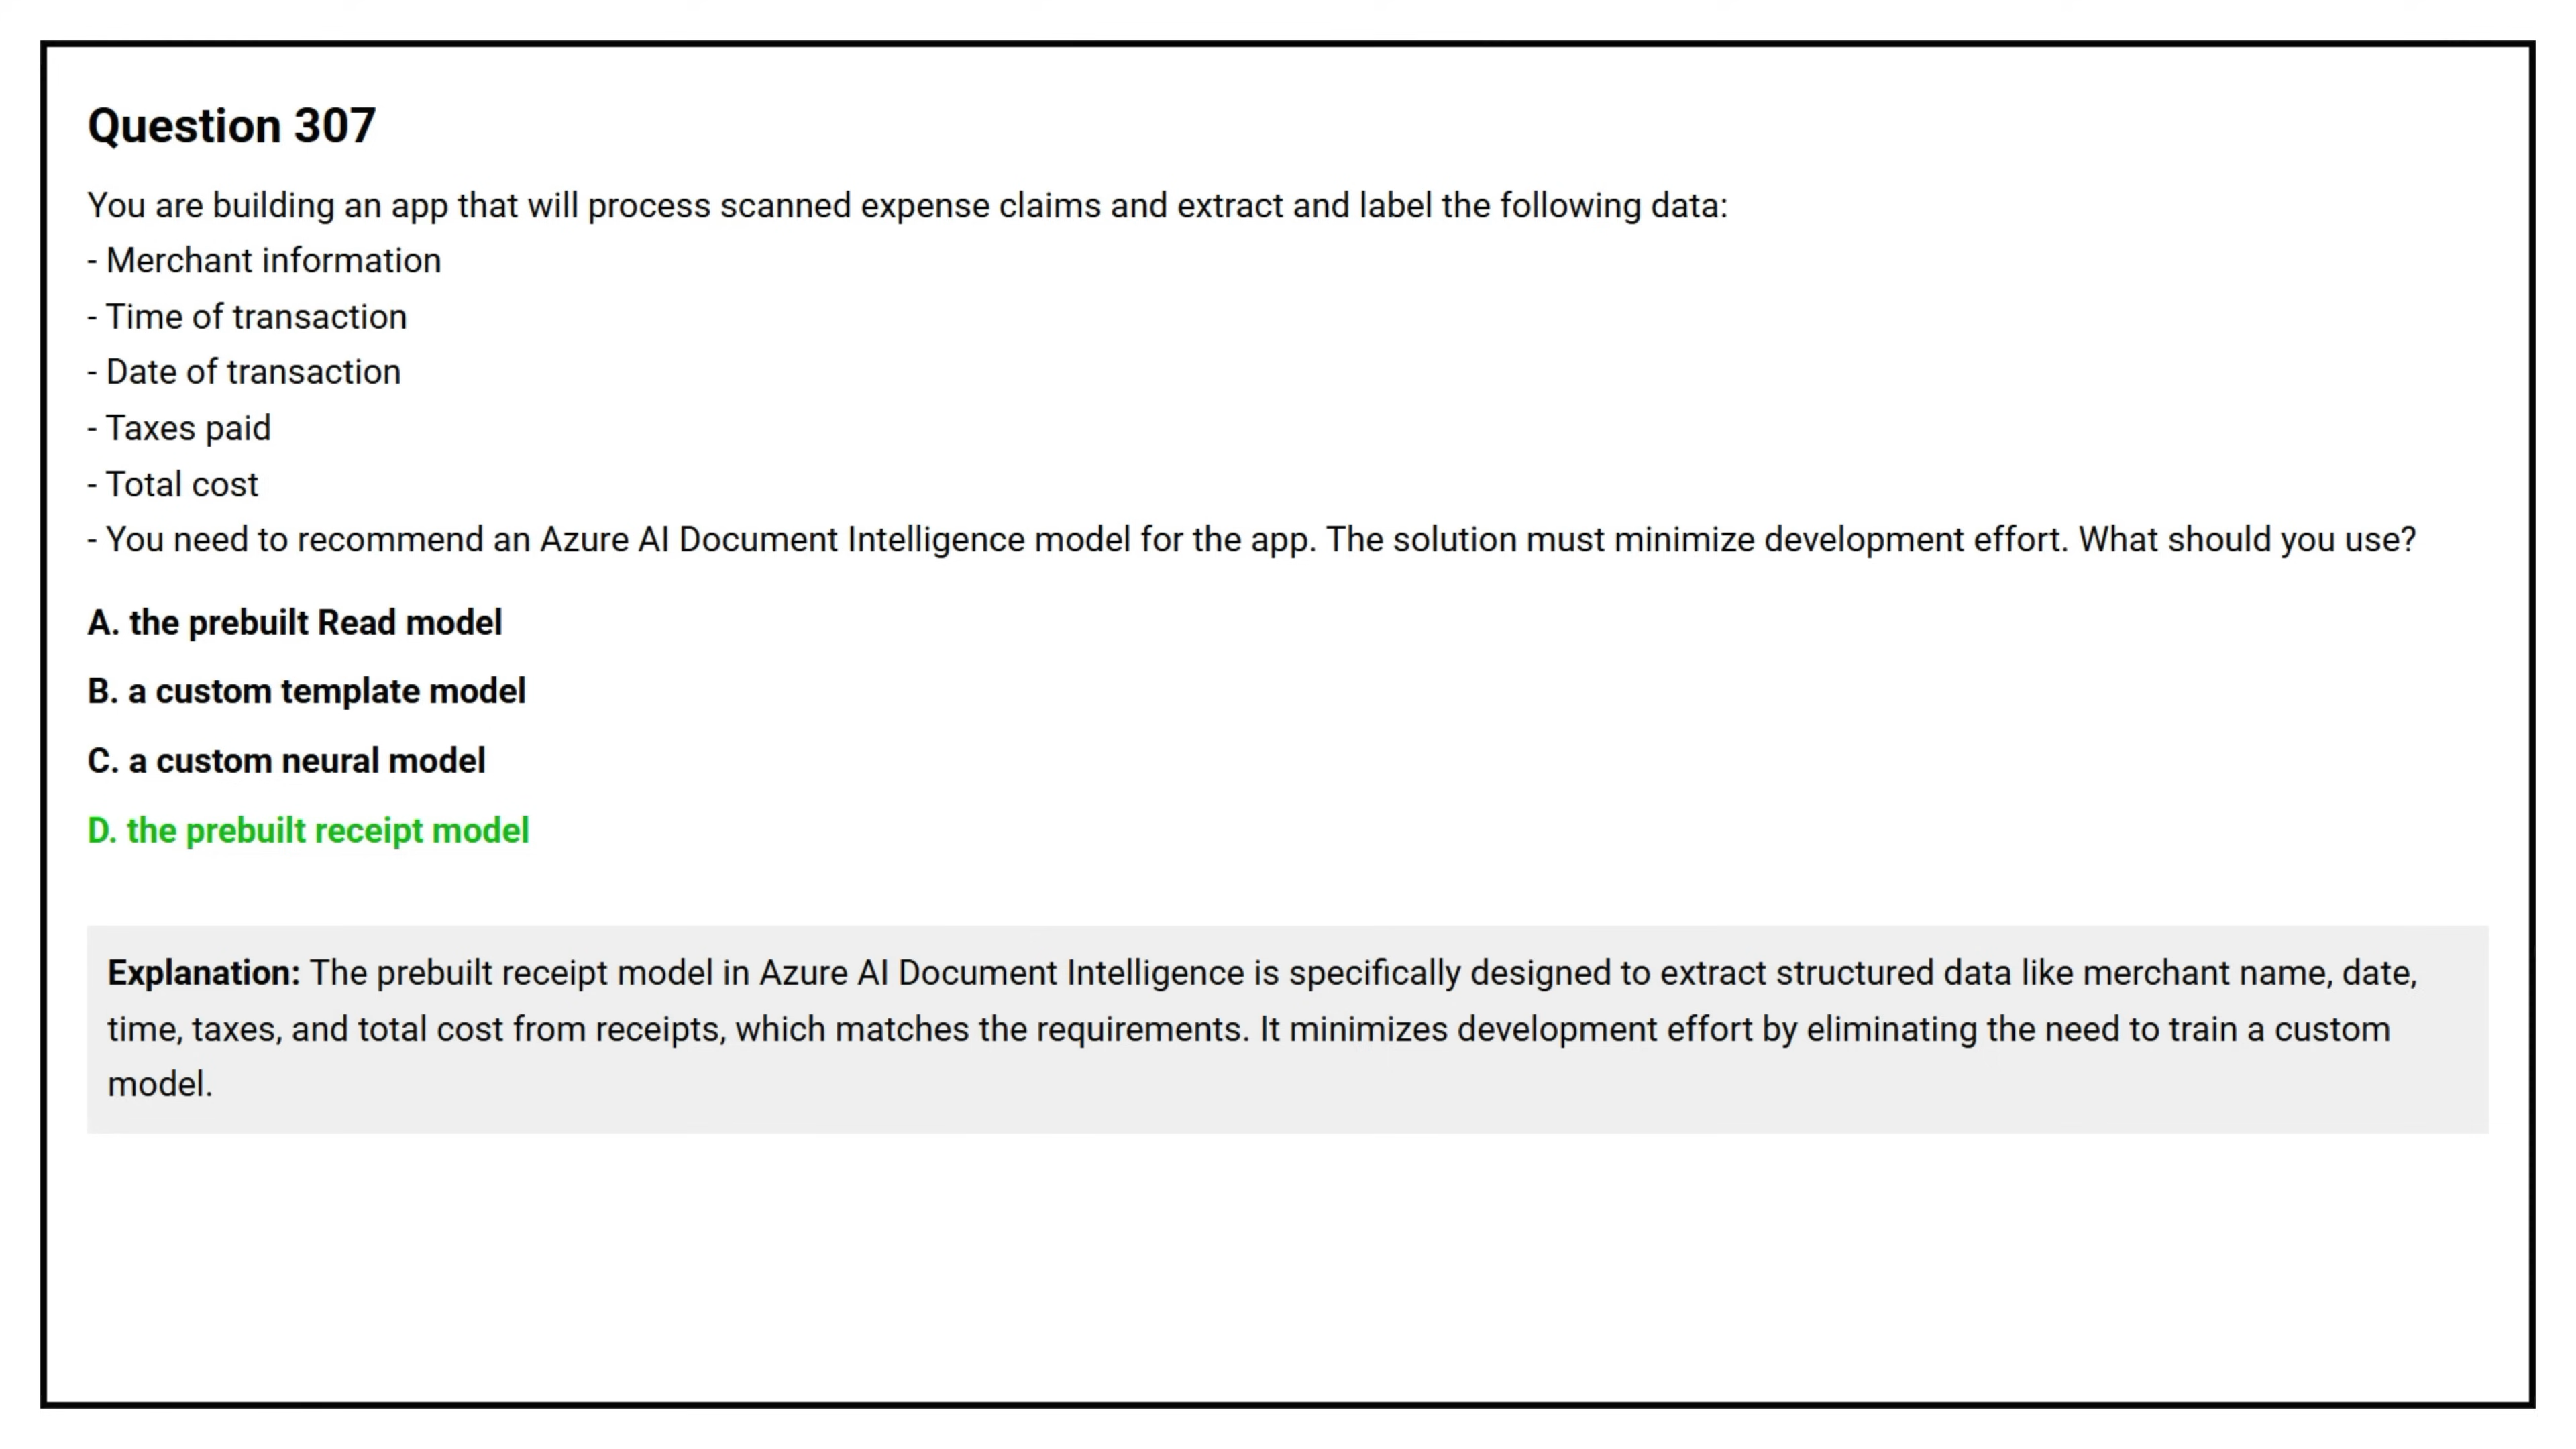 Question 307
You are building an app that will process scanned expense claims and extract and label the following data:
- Merchant information
- Time of transaction
- Date of transaction
- Taxes paid
- Total cost
- You need to recommend an Azure AI Document Intelligence model for the app. The solution must minimize development effort. What should you use?
A. the prebuilt Read model
B. a custom template model
C. a custom neural model
D. the prebuilt receipt model
Explanation: The prebuilt receipt model in Azure AI Document Intelligence is specifically designed to extract structured data like merchant name, date,
time, taxes, and total cost from receipts, which matches the requirements. It minimizes development effort by eliminating the need to train a custom
model.